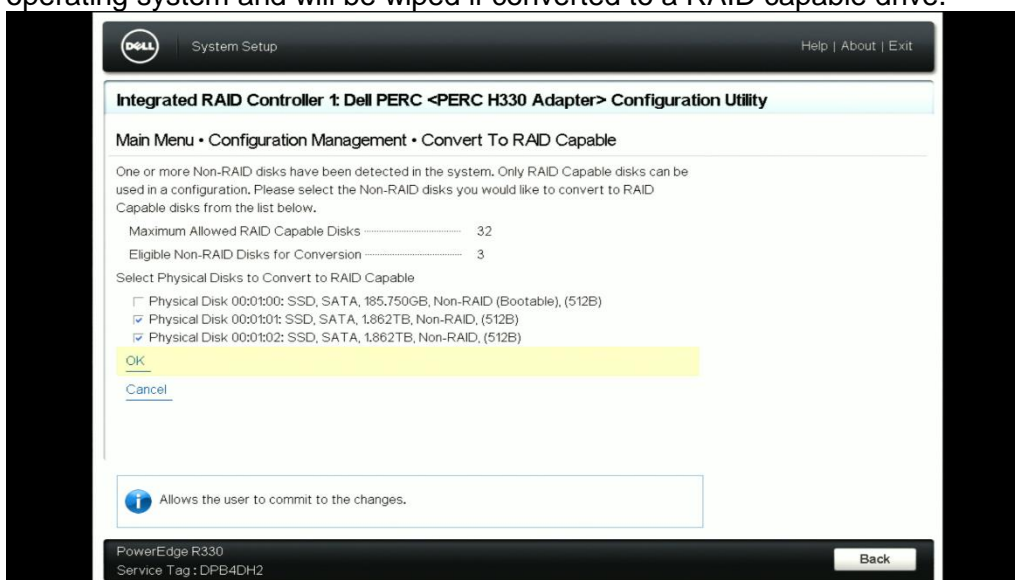 operating system and will be wiped if converted to a RAID capable drive.
DELL
System Setup
Help | About | Exit
Integrated RAID Controller 1: Dell PERC <PERC H330 Adapter> Configuration Utility
Main Menu • Configuration Management • Convert To RAID Capable
One or more Non-RAID disks have been detected in the system. Only RAID Capable disks can be
used in a configuration. Please select the Non-RAID disks you would like to convert to RAID
Capable disks from the list below.
Maximum Allowed RAID Capable Disks 32
Eligible Non-RAID Disks for Conversion 3
Select Physical Disks to Convert to RAID Capable
Physical Disk 00:01:00: SSD, SATA, 185.750GB, Non-RAID (Bootable), (512B)
Physical Disk 00:01:01: SSD, SATA, 1.862TB, Non-RAID, (512B)
Physical Disk 00:01:02: SSD, SATA, 1.862TB, Non-RAID, (512B)
OK
Cancel
Allows the user to commit to the changes.
PowerEdge R330
Service Tag : DPB4DH2
Back